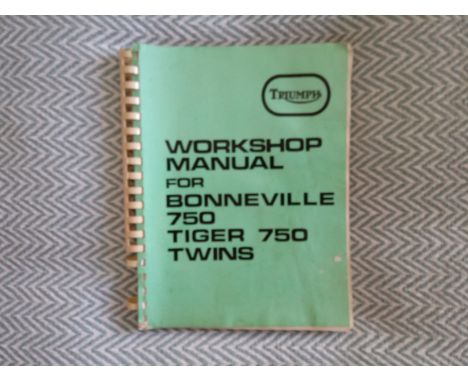 TRIUMPH
WORKSHOP
MANUAL
FOR
BONNEVILLE
750
TIGER 750
TWINS